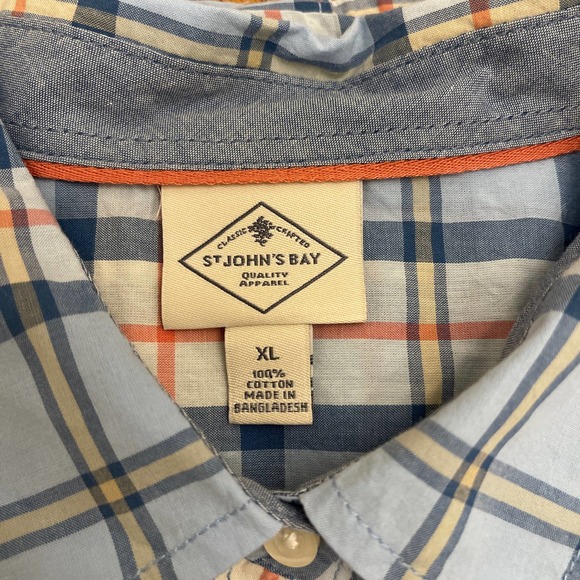 CLASSIC CRAFTED
ST JOHN'S BAY
QUALITY
APPAREL
XL
100%
COTTON
MADE IN
BANGLADESH